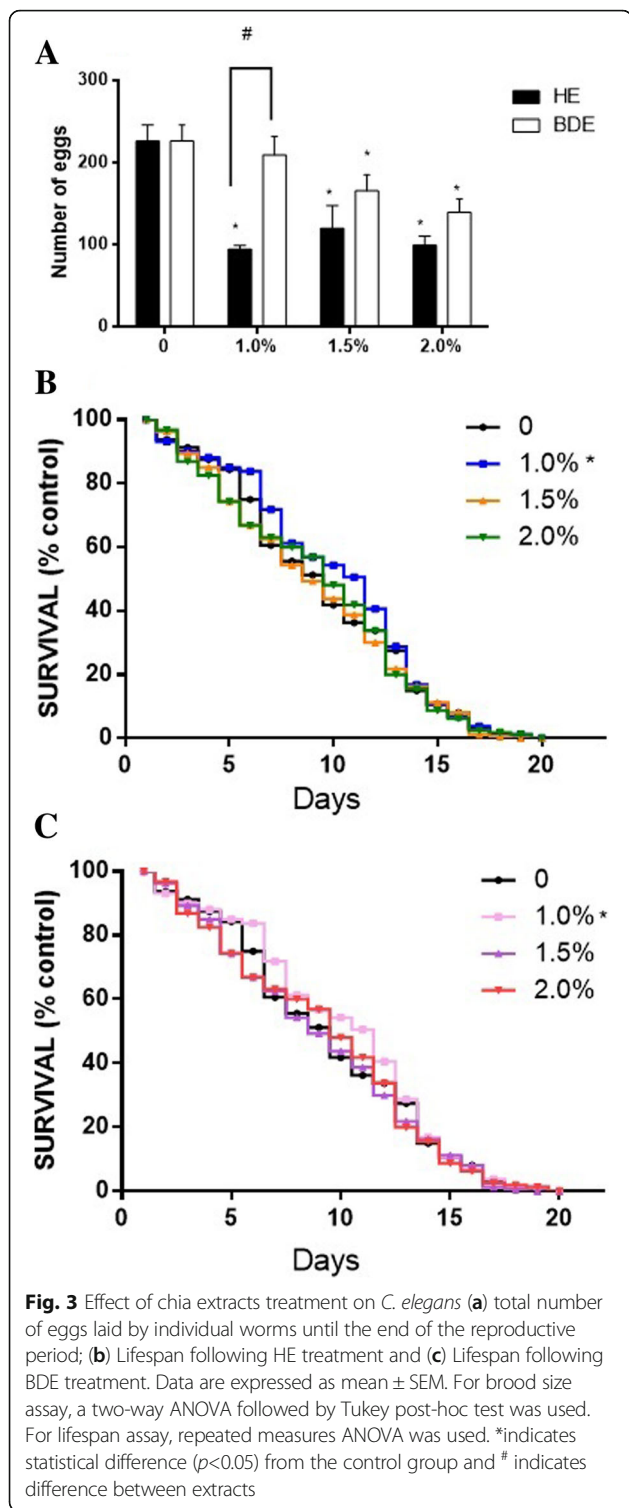 A
#
300
200
100
0
Number of eggs
HE
BDE
*
*
*
*
*
0 1.0% 1.5% 2.0%
B
100
80
60
40
20
0
SURVIVAL (% control)
0
1.0% *
1.5%
2.0%
0 5 10 15 20
Days
C
100
80
60
40
20
0
SURVIVAL (% control)
0
1.0% *
1.5%
2.0%
0 5 10 15 20
Days
Fig. 3 Effect of chia extracts treatment on C. elegans (a) total number
of eggs laid by individual worms until the end of the reproductive
period; (b) Lifespan following HE treatment and (c) Lifespan following
BDE treatment. Data are expressed as mean ± SEM. For brood size
assay, a two-way ANOVA followed by Tukey post-hoc test was used.
For lifespan assay, repeated measures ANOVA was used. *indicates
statistical difference (p<0.05) from the control group and # indicates
difference between extracts